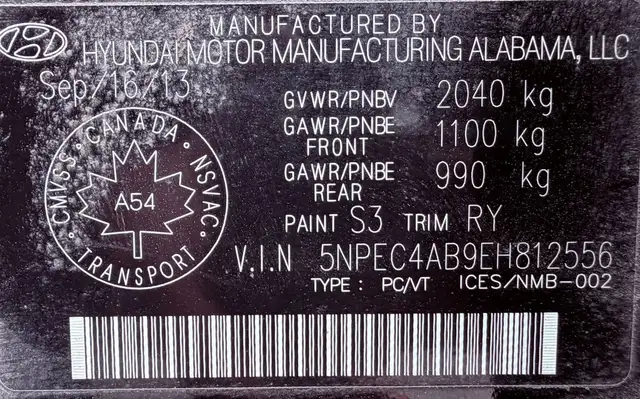 MANUFACTURED BY
HYUNDAI MOTOR MANUFACTURING ALABAMA, LLC
Sep/16/13
GVWR/PNBV 2040 kg
GAWR/PNBE FRONT 1100 kg
GAWR/PNBE REAR 990 kg
CANADA
CMVSS · NSVAC
A54
TRANSPORT
PAINT S3 TRIM RY
V.I.N 5NPEC4AB9EH812556
TYPE : PC/VT ICES/NMB-002